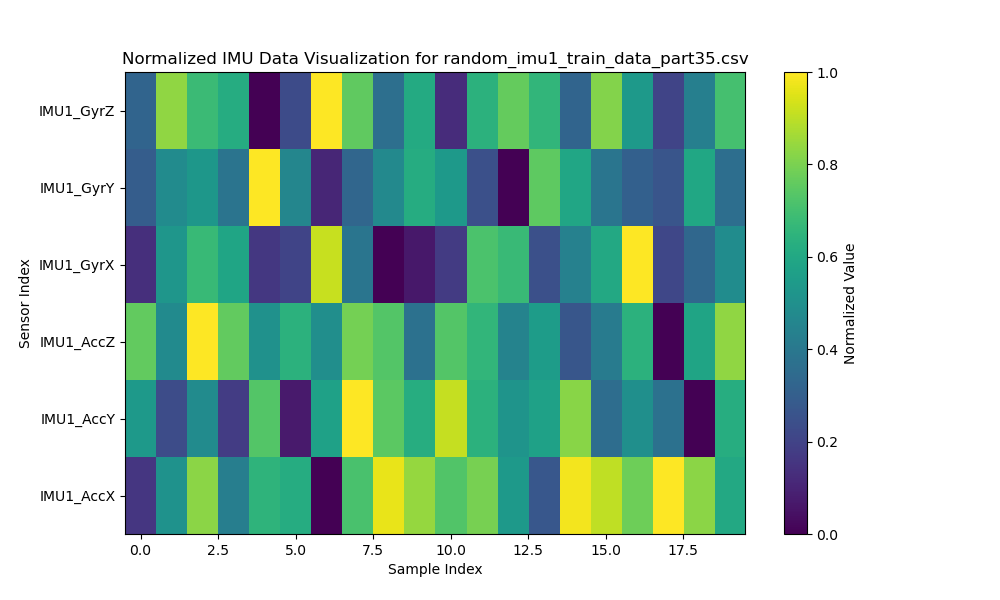 Normalized IMU Data Visualization for random_imu1_train_data_part35.csv
IMU1_GyrZ
IMU1_GyrY
IMU1_GyrX
IMU1_AccZ
IMU1_AccY
IMU1_AccX
Sensor Index
0.0 2.5 5.0 7.5 10.0 12.5 15.0 17.5
Sample Index
1.0
0.8
0.6
0.4
0.2
0.0
Normalized Value